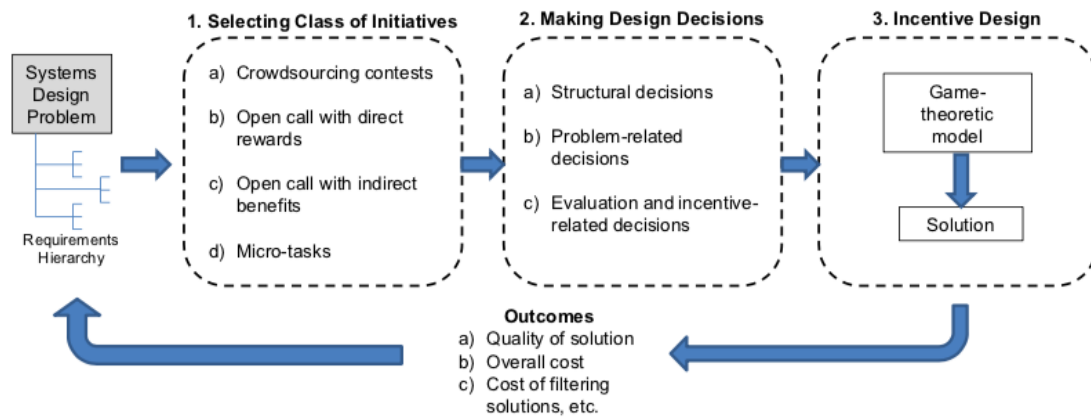 1. Selecting Class of Initiatives
2. Making Design Decisions
3. Incentive Design
Systems
Design
Problem
Requirements
Hierarchy
a) Crowdsourcing contests
b) Open call with direct
rewards
c) Open call with indirect
benefits
d) Micro-tasks
a) Structural decisions
b) Problem-related
decisions
c) Evaluation and incentive-
related decisions
Game-
theoretic
model
Solution
Outcomes
a) Quality of solution
b) Overall cost
c) Cost of filtering
solutions, etc.